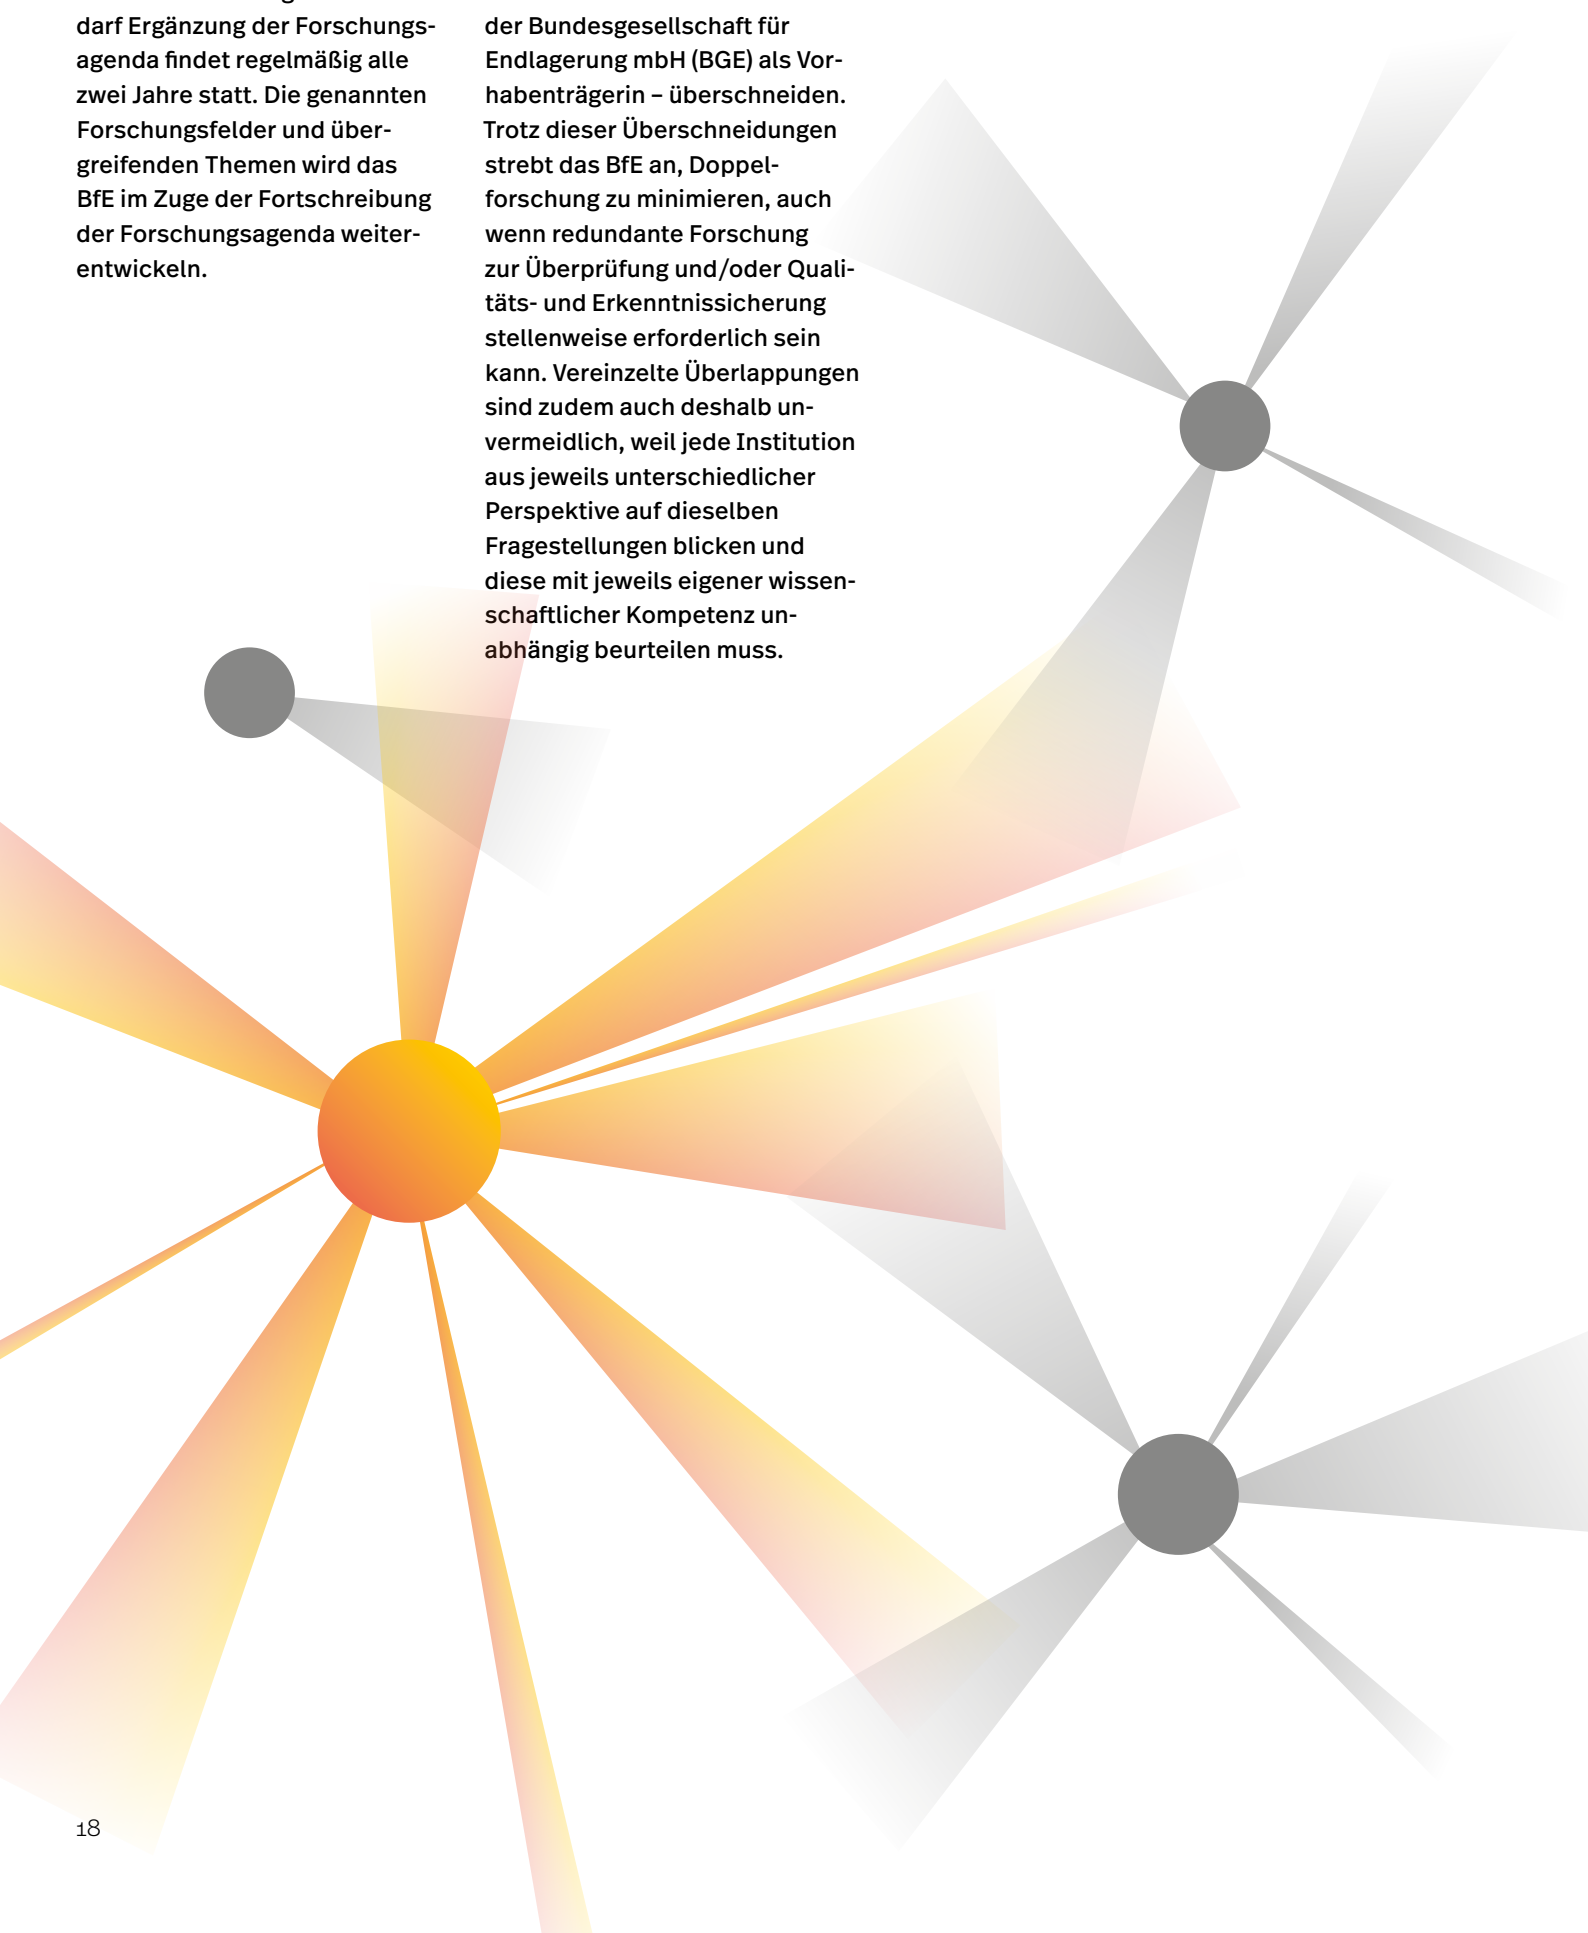 darf Ergänzung der Forschungs-
agenda findet regelmäßig alle
zwei Jahre statt. Die genannten
Forschungsfelder und über-
greifenden Themen wird das
BfE im Zuge der Fortschreibung
der Forschungsagenda weiter-
entwickeln.
der Bundesgesellschaft für
Endlagerung mbH (BGE) als Vor-
habenträgerin – überschneiden.
Trotz dieser Überschneidungen
strebt das BfE an, Doppel-
forschung zu minimieren, auch
wenn redundante Forschung
zur Überprüfung und/oder Quali-
täts- und Erkenntnissicherung
stellenweise erforderlich sein
kann. Vereinzelte Überlappungen
sind zudem auch deshalb un-
vermeidlich, weil jede Institution
aus jeweils unterschiedlicher
Perspektive auf dieselben
Fragestellungen blicken und
diese mit jeweils eigener wissen-
schaftlicher Kompetenz un-
abhängig beurteilen muss.
18